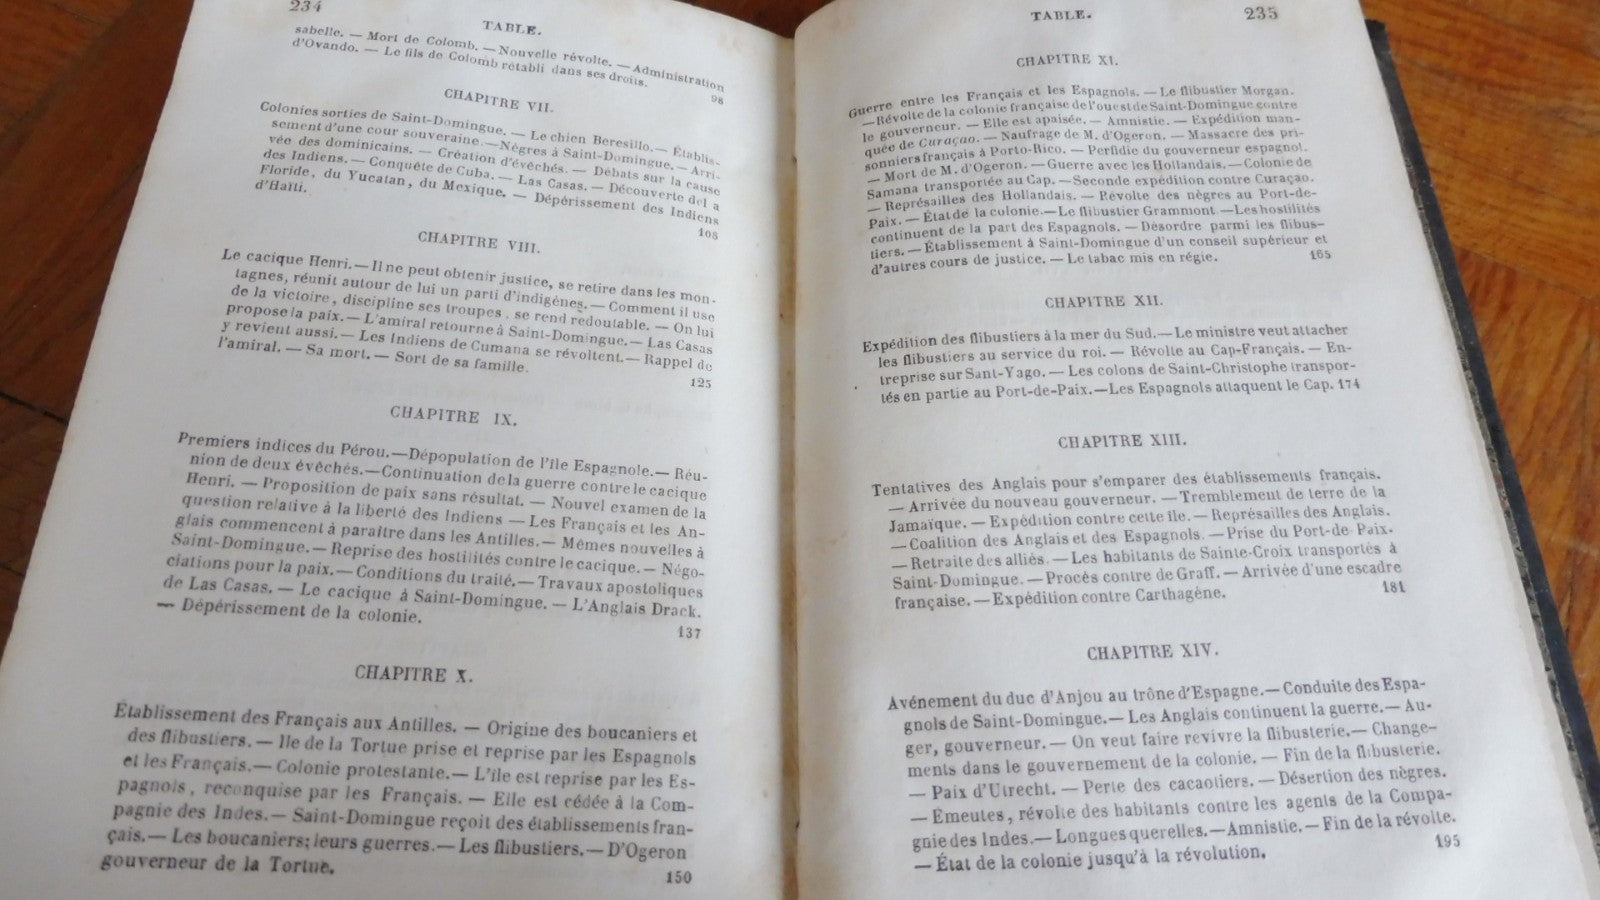 234
TABLE.
sabelle. — Mort de Colomb. — Nouvelle révolte. — Administration
d'Ovando. — Le fils de Colomb rétabli dans ses droits.
98
CHAPITRE VII.
Colonies sorties de Saint-Domingue. — Le chien Beresillo. — Établis-
sement d'une cour souveraine. — Nègres à Saint-Domingue. — Arri-
vée des dominicains. — Création d'évêchés. — Débats sur la cause
des Indiens. — Conquête de Cuba. — Las Casas. — Découverte del a
Floride, du Yucatan, du Mexique. — Dépérissement des Indiens
d'Haïti.
108
CHAPITRE VIII.
Le cacique Henri. — Il ne peut obtenir justice, se retire dans les mon-
tagnes, réunit autour de lui un parti d'indigènes. — Comment il use
de la victoire, discipline ses troupes, se rend redoutable. — On lui
propose la paix. — L'amiral retourne à Saint-Domingue. — Las Casas
y revient aussi. — Les Indiens de Cumana se révoltent. — Rappel de
l'amiral. — Sa mort. — Sort de sa famille.
125
CHAPITRE IX.
Premiers indices du Pérou. — Dépopulation de l'île Espagnole. — Réu-
nion de deux évêchés. — Continuation de la guerre contre le cacique
Henri. — Proposition de paix sans résultat. — Nouvel examen de la
question relative à la liberté des Indiens — Les Français et les An-
glais commencent à paraître dans les Antilles. — Mêmes nouvelles à
Saint-Domingue. — Reprise des hostilités contre le cacique. — Négo-
ciations pour la paix. — Conditions du traité. — Travaux apostoliques
de Las Casas. — Le cacique à Saint-Domingue. — L'Anglais Drack.
— Dépérissement de la colonie.
137
CHAPITRE X.
Établissement des Français aux Antilles. — Origine des boucaniers et
des flibustiers. — Ile de la Tortue prise et reprise par les Espagnols
et les Français. — Colonie protestante. — L'île est reprise par les Es-
pagnols, reconquise par les Français. — Elle est cédée à la Com-
pagnie des Indes. — Saint-Domingue reçoit des établissements fran-
çais. — Les boucaniers; leurs guerres. — Les flibustiers. — D'Ogeron
gouverneur de la Tortue.
150
TABLE.
235
CHAPITRE XI.
Guerre entre les Français et les Espagnols. — Le flibustier Morgan.
— Révolte de la colonie française de l'ouest de Saint-Domingue contre
le gouverneur. — Elle est apaisée. — Amnistie. — Expédition man-
quée de Curaçao. — Naufrage de M. d'Ogeron. — Massacre des pri-
sonniers français à Porto-Rico. — Perfidie du gouverneur espagnol.
— Mort de M. d'Ogeron. — Guerre avec les Hollandais. — Colonie de
Samana transportée au Cap. — Seconde expédition contre Curaçao.
— Représailles des Hollandais. — Révolte des nègres au Port-de-
Paix. — État de la colonie. — Le flibustier Grammont — Les hostilités
continuent de la part des Espagnols. — Désordre parmi les flibus-
tiers. — Établissement à Saint-Domingue d'un conseil supérieur et
d'autres cours de justice. — Le tabac mis en régie.
165
CHAPITRE XII.
Expédition des flibustiers à la mer du Sud. — Le ministre veut attacher
les flibustiers au service du roi. — Révolte au Cap-Français. — En-
treprise sur Sant-Yago. — Les colons de Saint-Christophe transpor-
tés en partie au Port-de-Paix. — Les Espagnols attaquent le Cap. 174
CHAPITRE XIII.
Tentatives des Anglais pour s'emparer des établissements français.
— Arrivée du nouveau gouverneur. — Tremblement de terre de la
Jamaïque. — Expédition contre cette île. — Représailles des Anglais.
— Coalition des Anglais et des Espagnols. — Prise du Port-de-Paix.
— Retraite des alliés. — Les habitants de Sainte-Croix transportés à
Saint-Domingue. — Procès contre de Graff. — Arrivée d'une escadre
française. — Expédition contre Carthagène.
181
CHAPITRE XIV.
Avénement du duc d'Anjou au trône d'Espagne. — Conduite des Espa-
gnols de Saint-Domingue. — Les Anglais continuent la guerre. — Au-
ger, gouverneur. — On veut faire revivre la flibusterie. — Change-
ments dans le gouvernement de la colonie. — Fin de la flibusterie.
— Paix d'Utrecht. — Perte des cacaotiers. — Désertion des nègres.
— Émeutes, révolte des habitants contre les agents de la Compa-
gnie des Indes. — Longues querelles. — Amnistie. — Fin de la révolte.
— État de la colonie jusqu'à la révolution.
195